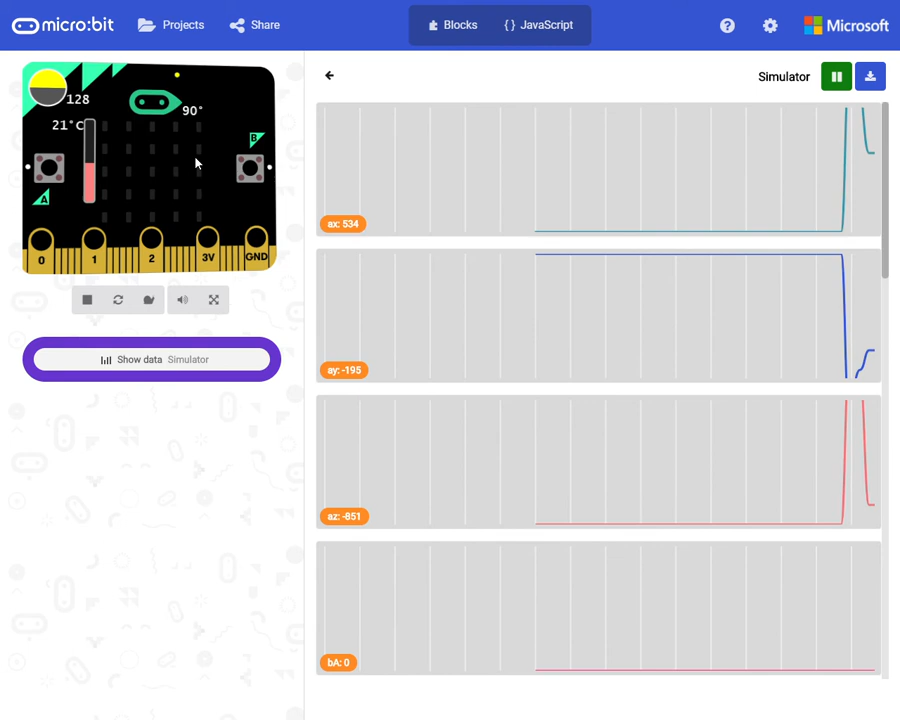 micro:bit
Projects
Share
Blocks
{ } JavaScript
?
Microsoft
128
90°
21°C
B
A
0 1 2 3V GND
Show data Simulator
Simulator
ax: 534
ay: -195
az: -851
bA: 0